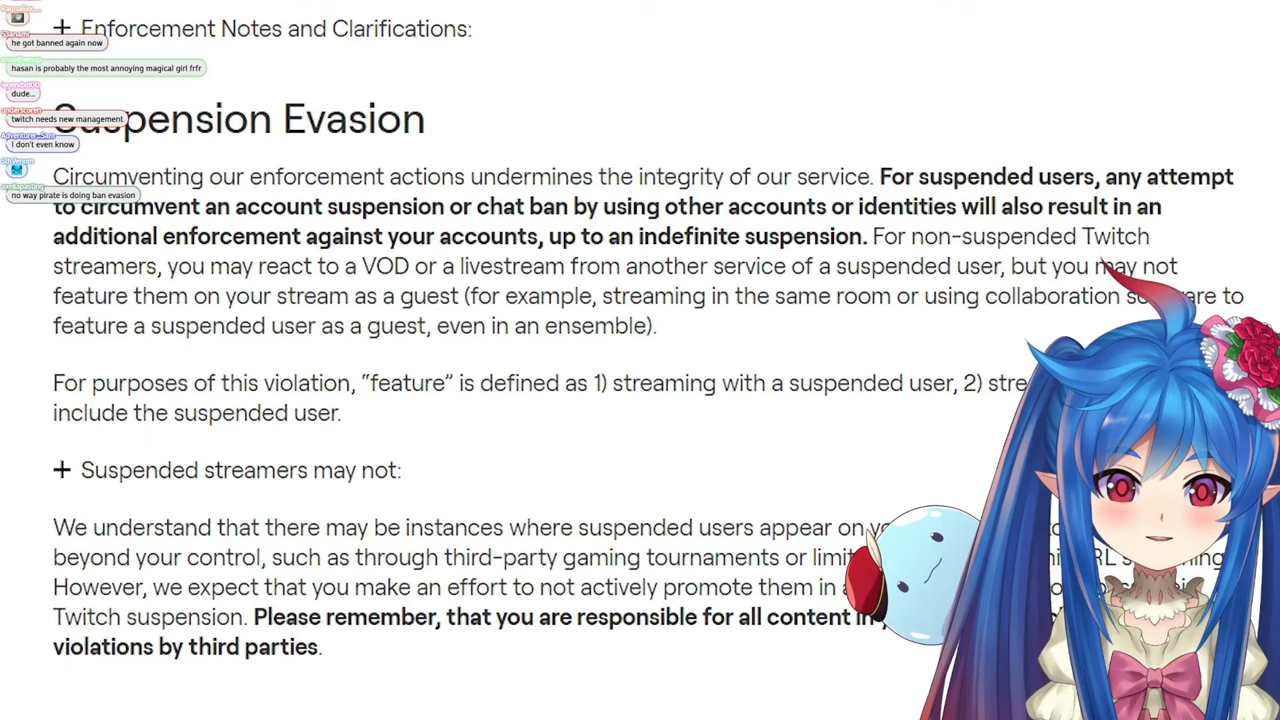 he got banned again now
hasan is probably the most annoying magical girl frfr
dude...
twitch needs new management
I don't even know
no way pirate is doing ban evasion
+ Enforcement Notes and Clarifications:
Suspension Evasion
Circumventing our enforcement actions undermines the integrity of our service. For suspended users, any attempt
to circumvent an account suspension or chat ban by using other accounts or identities will also result in an
additional enforcement against your accounts, up to an indefinite suspension. For non-suspended Twitch
streamers, you may react to a VOD or a livestream from another service of a suspended user, but you may not
feature them on your stream as a guest (for example, streaming in the same room or using collaboration to
feature a suspended user as a guest, even in an ensemble).
For purposes of this violation, “feature” is defined as 1) streaming with a suspended user, 2)
include the suspended user.
+ Suspended streamers may not:
We understand that there may be instances where suspended users appear on
beyond your control, such as through third-party gaming tournaments or
However, we expect that you make an effort to not actively promote them in
Twitch suspension. Please remember, that you are responsible for all content in
violations by third parties.